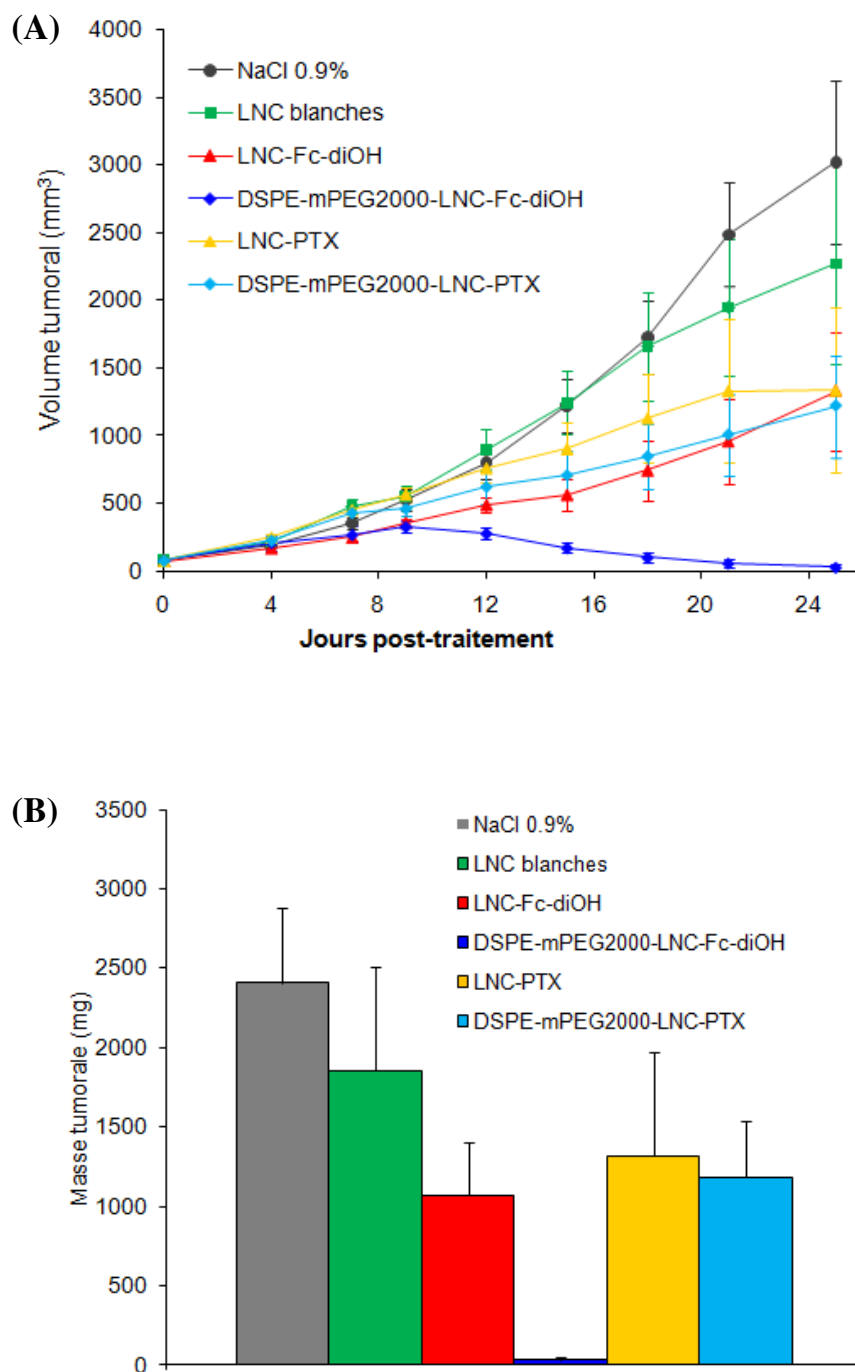 (A)
4000
3500
3000
2500
2000
1500
1000
500
0
Volume tumoral (mm³)
NaCl 0.9%
LNC blanches
LNC-Fc-diOH
DSPE-mPEG2000-LNC-Fc-diOH
LNC-PTX
DSPE-mPEG2000-LNC-PTX
0 4 8 12 16 20 24
Jours post-traitement
(B)
3500
3000
2500
2000
1500
1000
500
0
Masse tumorale (mg)
NaCl 0.9%
LNC blanches
LNC-Fc-diOH
DSPE-mPEG2000-LNC-Fc-diOH
LNC-PTX
DSPE-mPEG2000-LNC-PTX